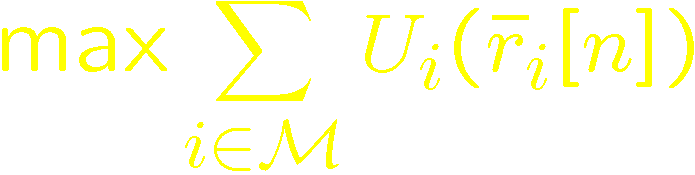 max ∑_{i∈ℳ} U_i(r̄_i[n])